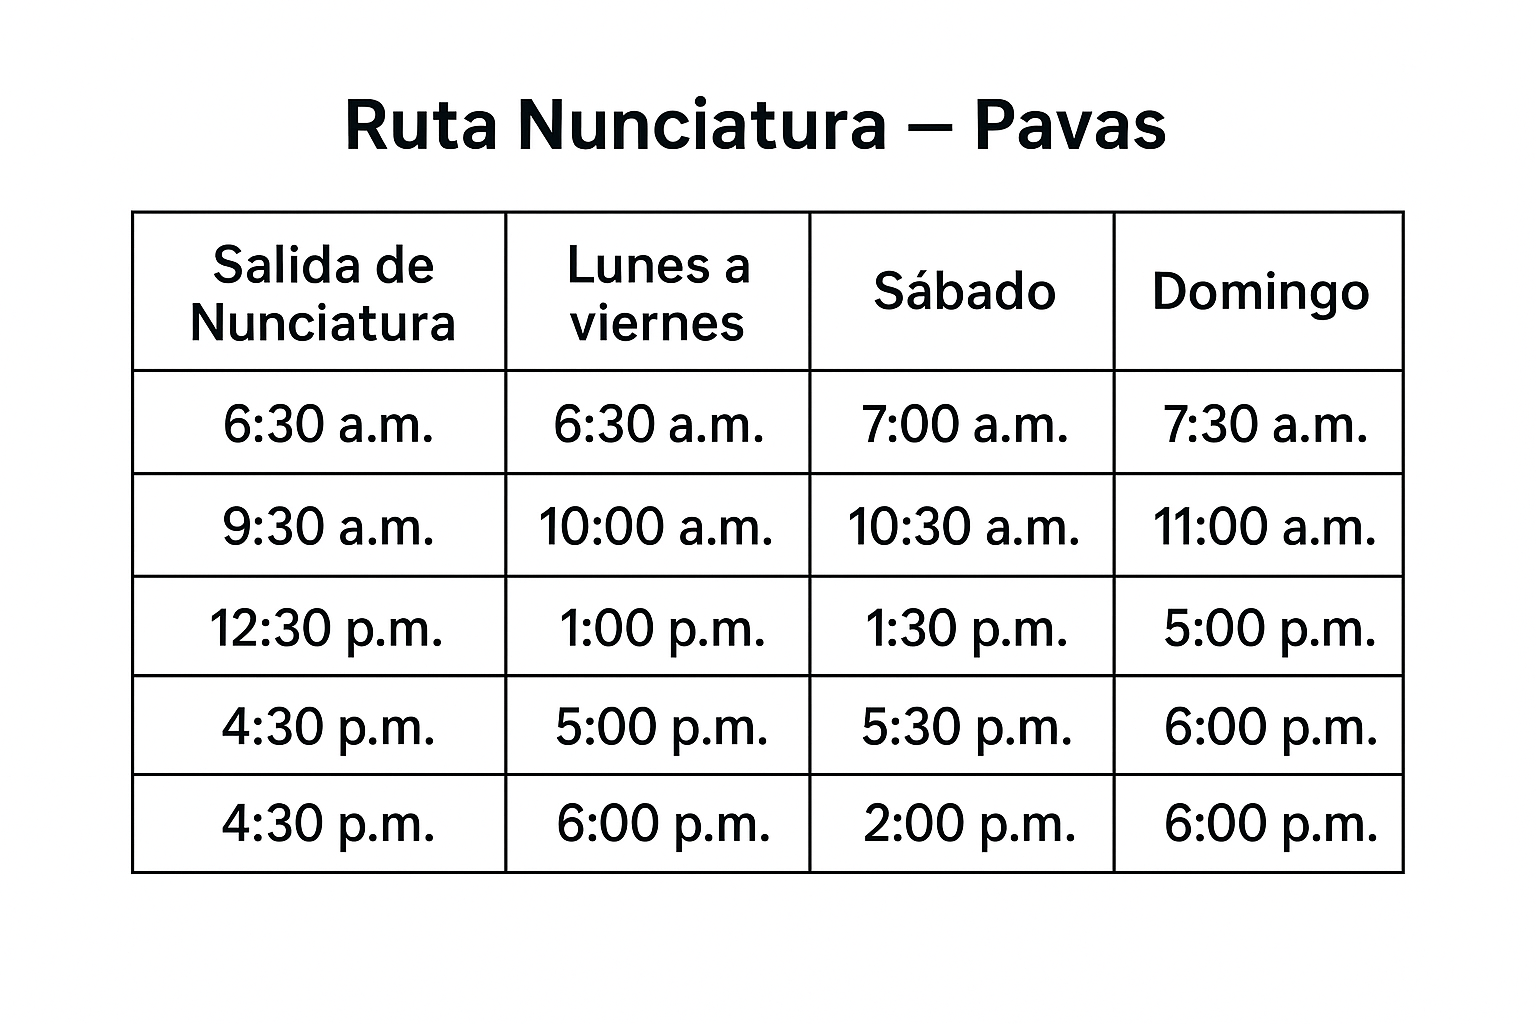 Ruta Nunciatura – Pavas
Salida de Nunciatura Lunes a viernes Sábado Domingo
6:30 a.m. 6:30 a.m. 7:00 a.m. 7:30 a.m.
9:30 a.m. 10:00 a.m. 10:30 a.m. 11:00 a.m.
12:30 p.m. 1:00 p.m. 1:30 p.m. 5:00 p.m.
4:30 p.m. 5:00 p.m. 5:30 p.m. 6:00 p.m.
4:30 p.m. 6:00 p.m. 2:00 p.m. 6:00 p.m.